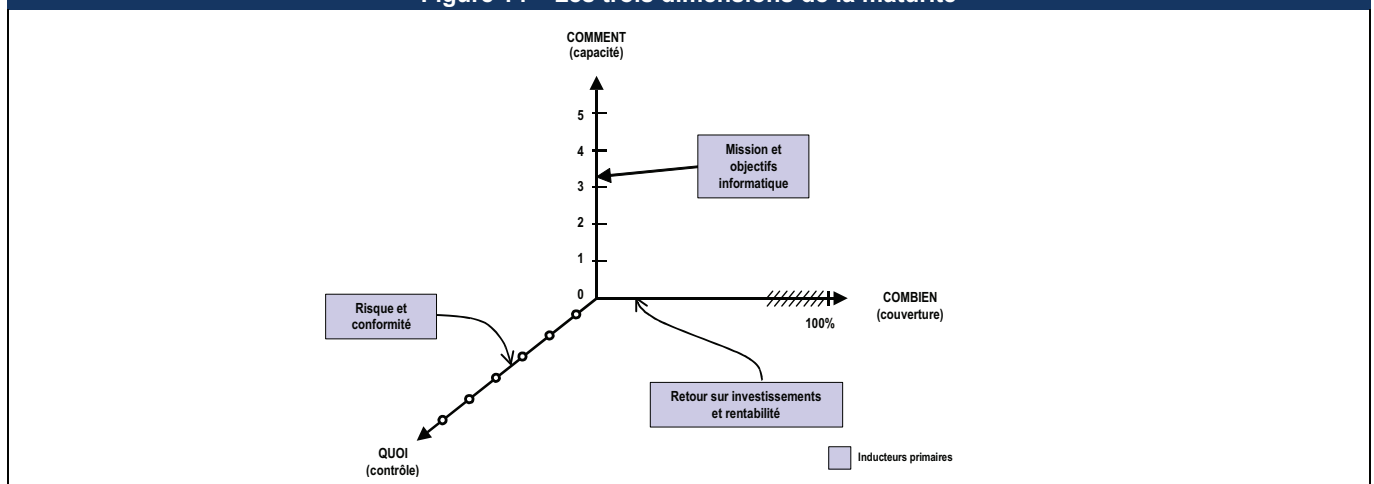 COMMENT
(capacité)
5
4
3
2
1
0
Mission et
objectifs
informatique
Risque et
conformité
COMBIEN
(couverture)
100%
Retour sur investissements
et rentabilité
QUOI
(contrôle)
Inducteurs primaires